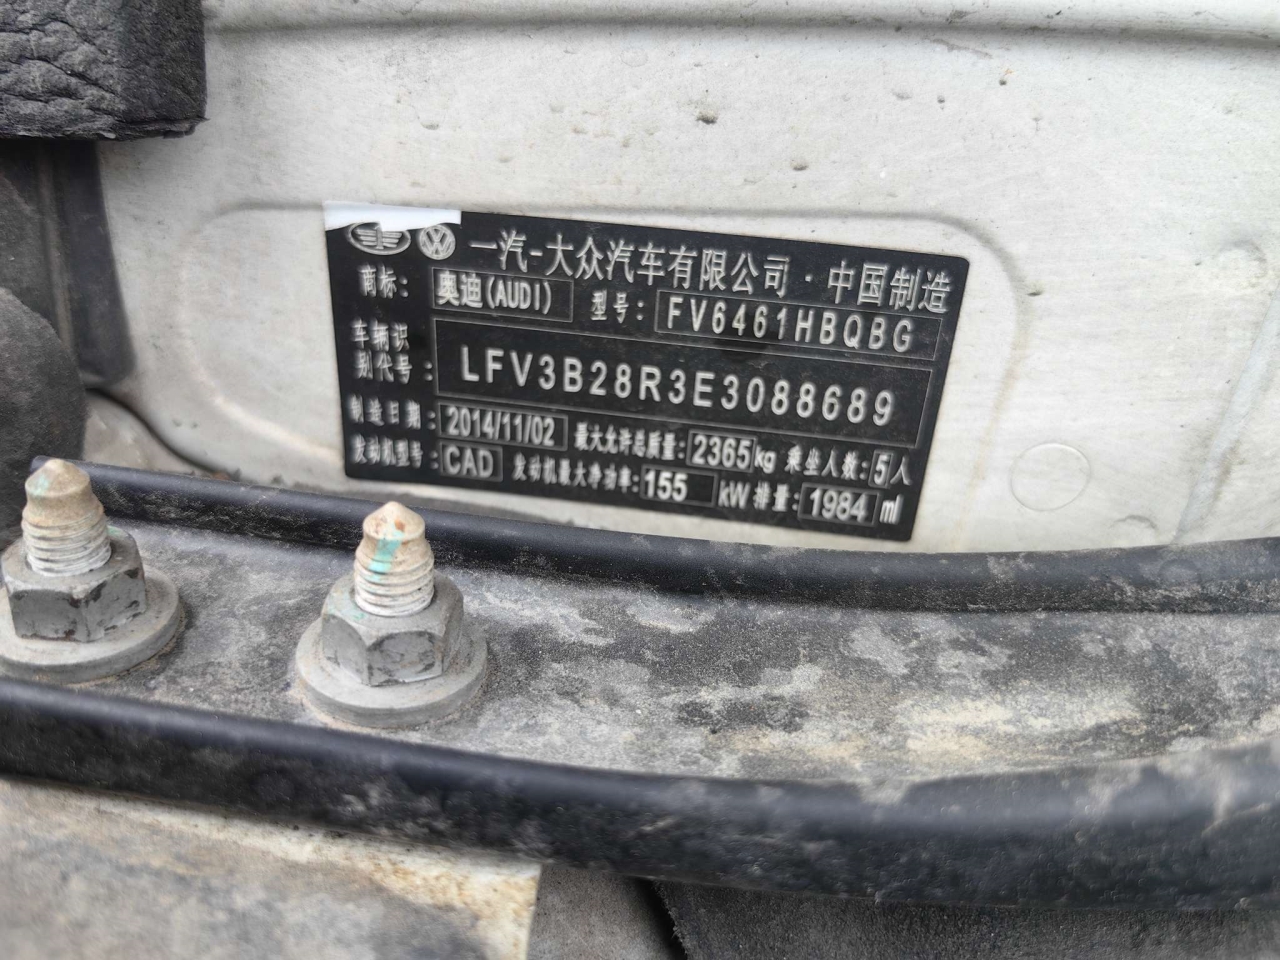 一汽-大众汽车有限公司·中国制造
商标: 奥迪(AUDI) 型号: FV6461HBQBG
车辆识别代号: LFV3B28R3E3088689
制造日期: 2014/11/02 最大允许总质量: 2365kg 乘坐人数: 5人
发动机型号: CAD 发动机最大净功率: 155 kW 排量: 1984 ml